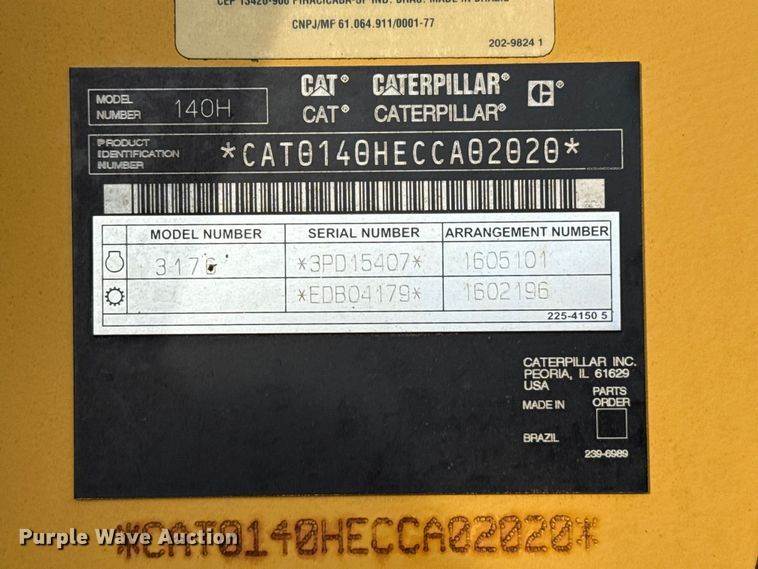 CNPJ/MF 61.064.911/0001-77
202-9824 1
MODEL NUMBER 140H
CAT® CATERPILLAR®
CAT® CATERPILLAR®
PRODUCT IDENTIFICATION NUMBER *CAT0140HECCA02020*
MODEL NUMBER SERIAL NUMBER ARRANGEMENT NUMBER
3176 *3PD15407* 1605101
*EDB04179* 1602196
225-4150 5
CATERPILLAR INC.
PEORIA, IL 61629
USA
PARTS ORDER
MADE IN
BRAZIL
239-6989
*CAT0140HECCA02020*
Purple Wave Auction